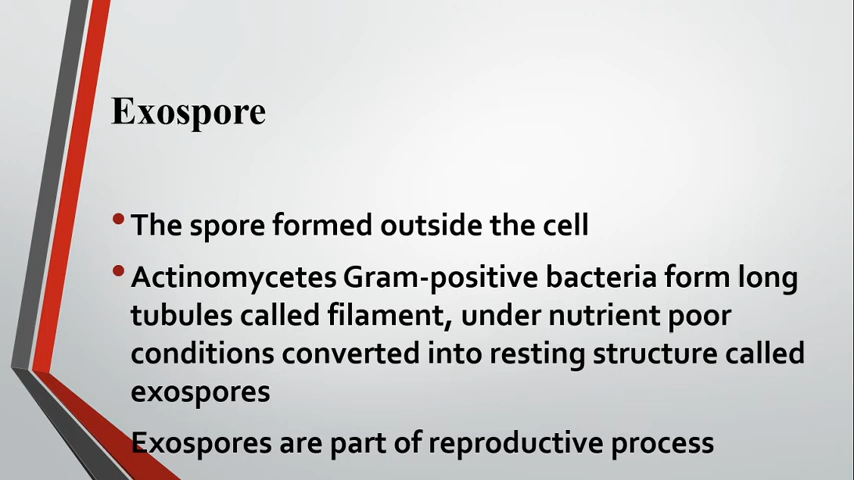 Exospore
• The spore formed outside the cell
• Actinomycetes Gram-positive bacteria form long
tubules called filament, under nutrient poor
conditions converted into resting structure called
exospores
Exospores are part of reproductive process